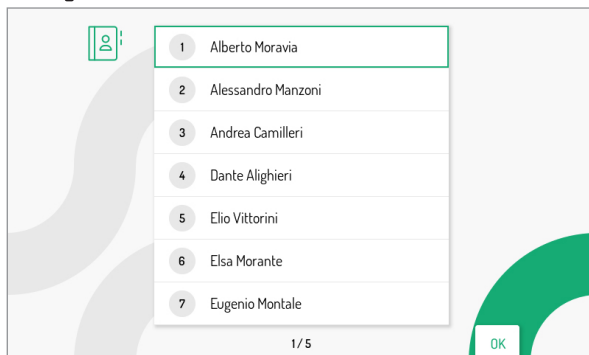 1 Alberto Moravia
2 Alessandro Manzoni
3 Andrea Camilleri
4 Dante Alighieri
5 Elio Vittorini
6 Elsa Morante
7 Eugenio Montale
1 / 5
OK